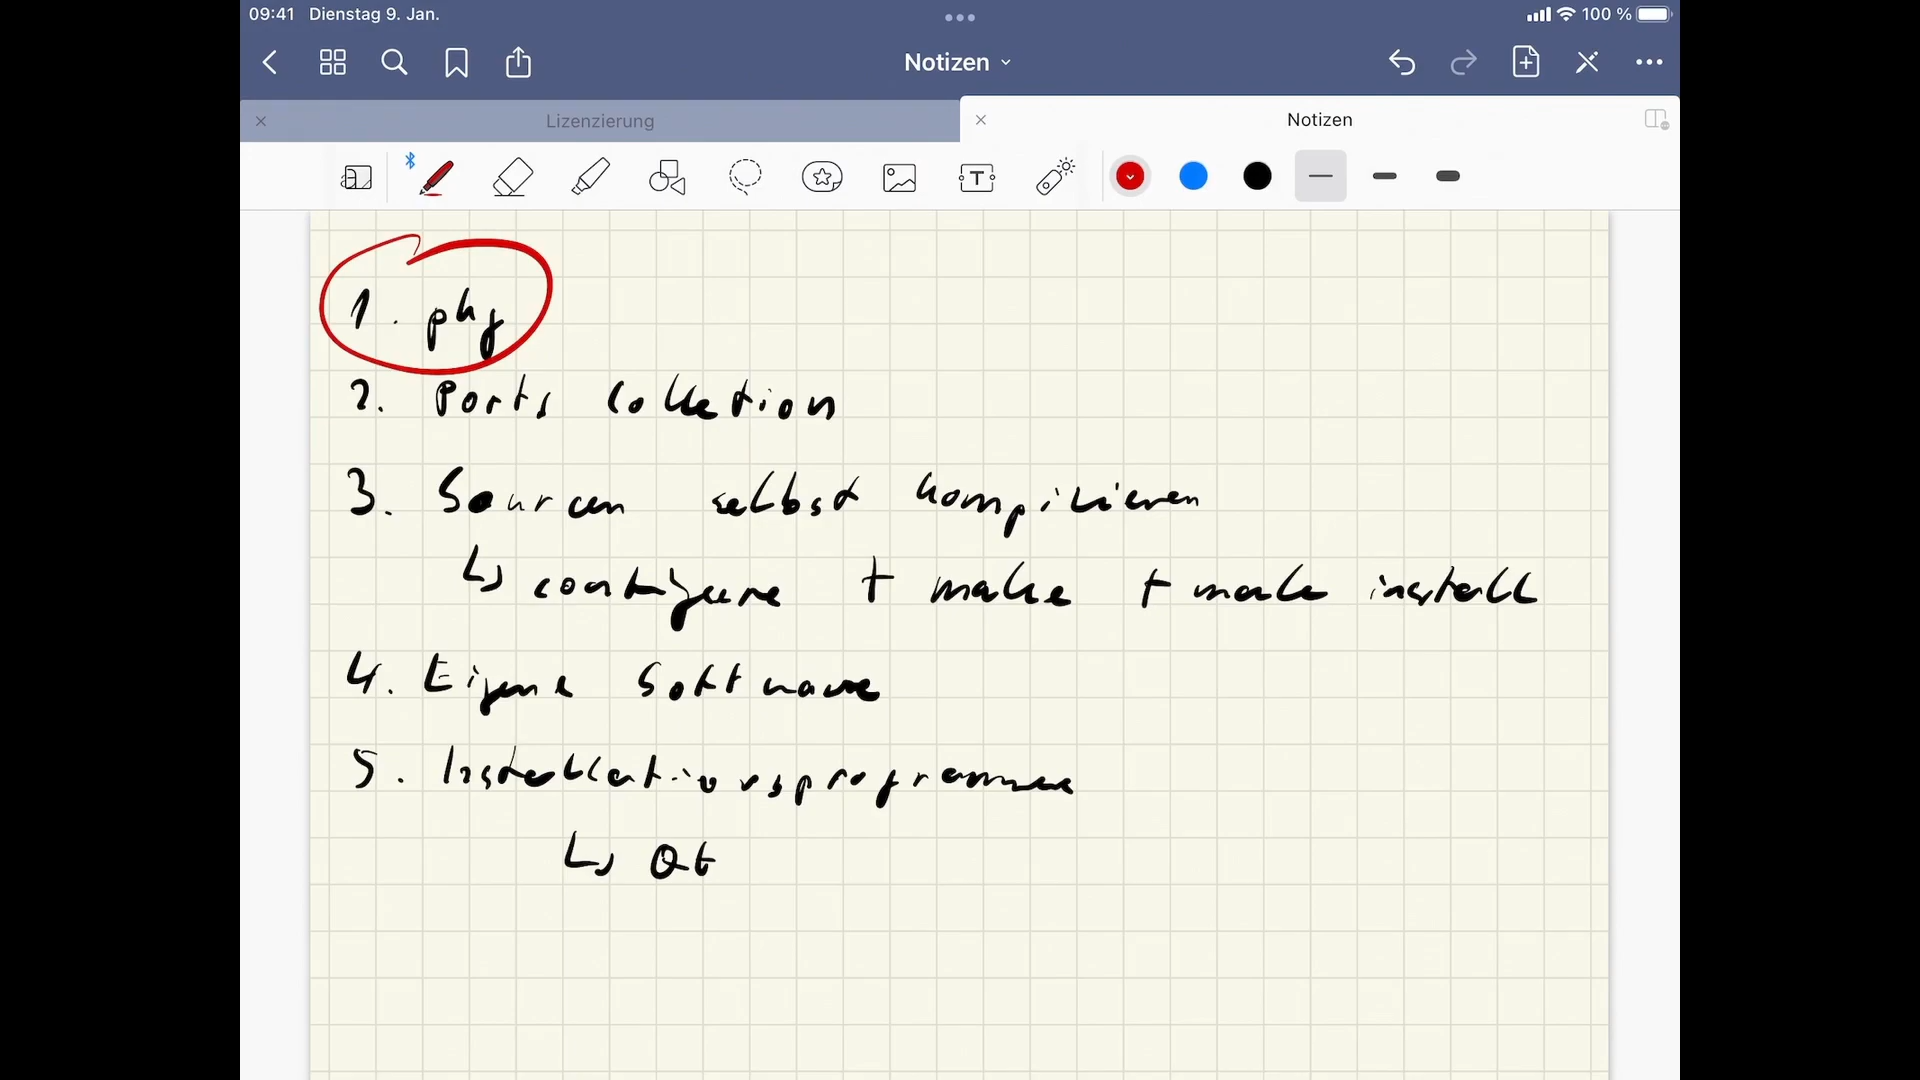 09:41 Dienstag 9. Jan.
100 %
Notizen
Lizenzierung
Notizen
1. pkg
2. Ports Collection
3. Sourcen selbst kompilieren
↳ configure + make + make install
4. Eigene Software
5. Installationsprogramme
↳ Qt